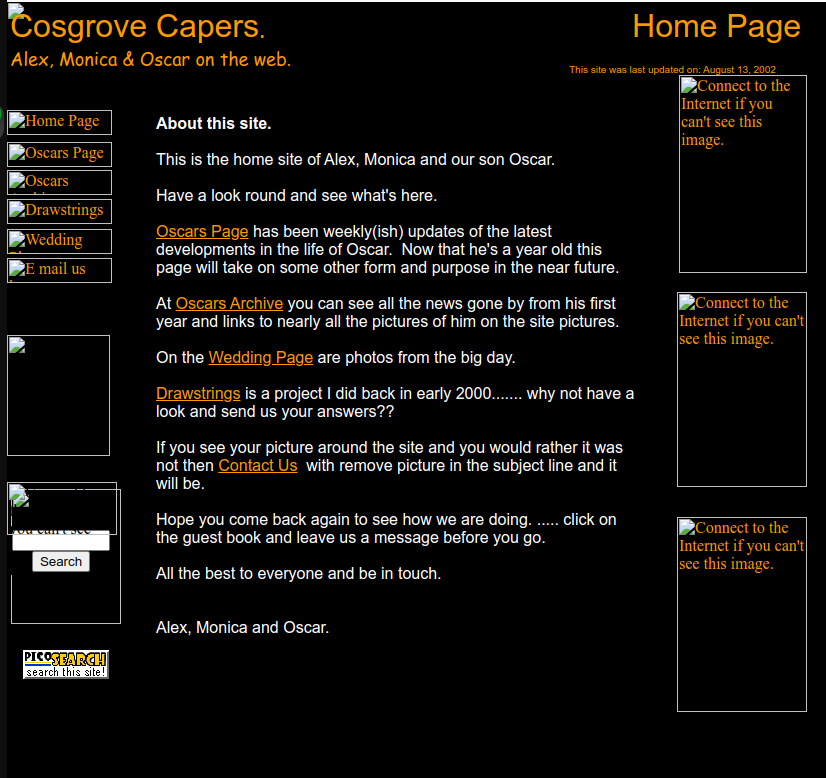 Cosgrove Capers.
Home Page
Alex, Monica & Oscar on the web.
This site was last updated on: August 13, 2002
Home Page
Oscars Page
Oscars
Drawstrings
Wedding
E mail us
Search
PICOSEARCH
search this site!
About this site.
This is the home site of Alex, Monica and our son Oscar.
Have a look round and see what's here.
Oscars Page has been weekly(ish) updates of the latest
developments in the life of Oscar.  Now that he's a year old this
page will take on some other form and purpose in the near future.
At Oscars Archive you can see all the news gone by from his first
year and links to nearly all the pictures of him on the site pictures.
On the Wedding Page are photos from the big day.
Drawstrings is a project I did back in early 2000....... why not have a
look and send us your answers??
If you see your picture around the site and you would rather it was
not then Contact Us  with remove picture in the subject line and it
will be.
Hope you come back again to see how we are doing. ..... click on
the guest book and leave us a message before you go.
All the best to everyone and be in touch.
Alex, Monica and Oscar.
Connect to the
Internet if you
can't see this
image.
Connect to the
Internet if you can't
see this image.
Connect to the
Internet if you can't
see this image.